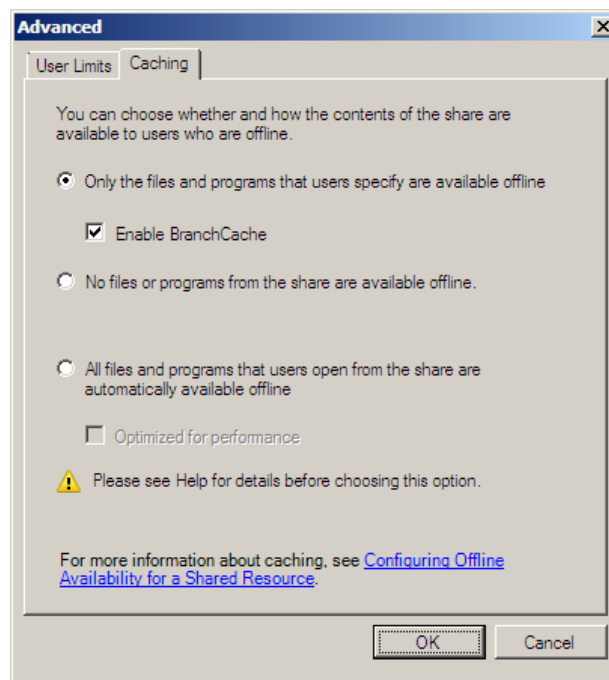 Advanced
User Limits
Caching
You can choose whether and how the contents of the share are
available to users who are offline.
Only the files and programs that users specify are available offline
Enable BranchCache
No files or programs from the share are available offline.
All files and programs that users open from the share are
automatically available offline
Optimized for performance
Please see Help for details before choosing this option.
For more information about caching, see Configuring Offline
Availability for a Shared Resource.
OK
Cancel